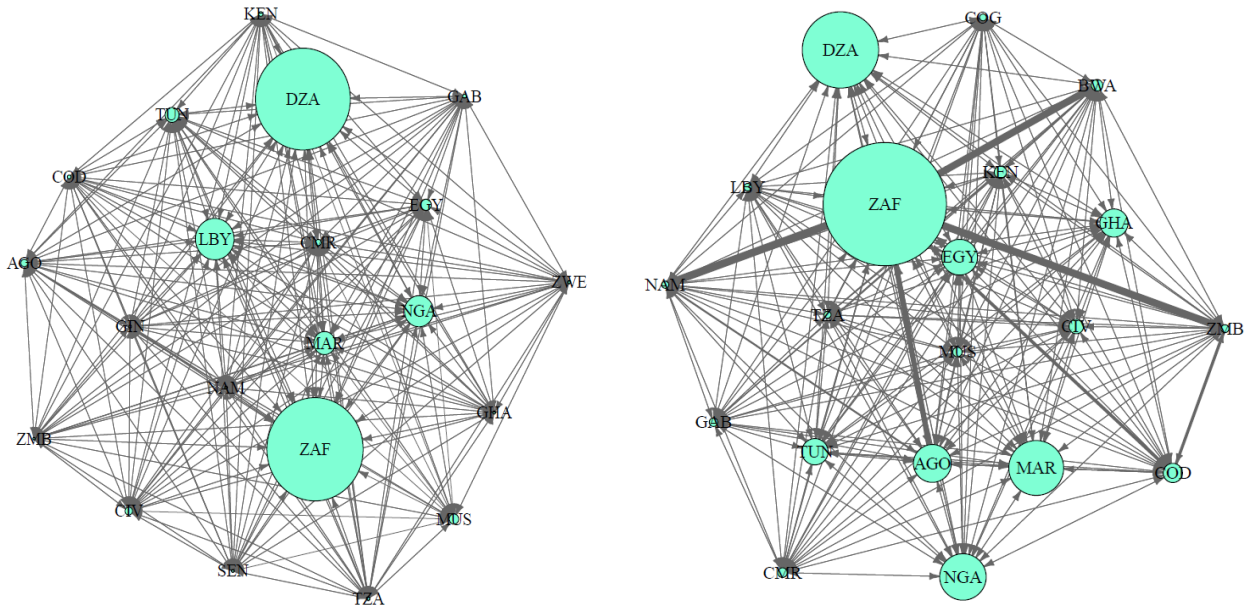 KEN
DZA
GAB
TUN
COD
EGY
LBY
CMR
AGO
ZWE
NGA
GIN
MAR
NAM
GHA
ZMB
ZAF
CIV
MUS
SEN
TZA
COG
DZA
BWA
KEN
LBY
ZAF
GHA
EGY
NAM
TZA
CIV
ZMB
MUS
GAB
TUN
AGO
MAR
COD
CMR
NGA